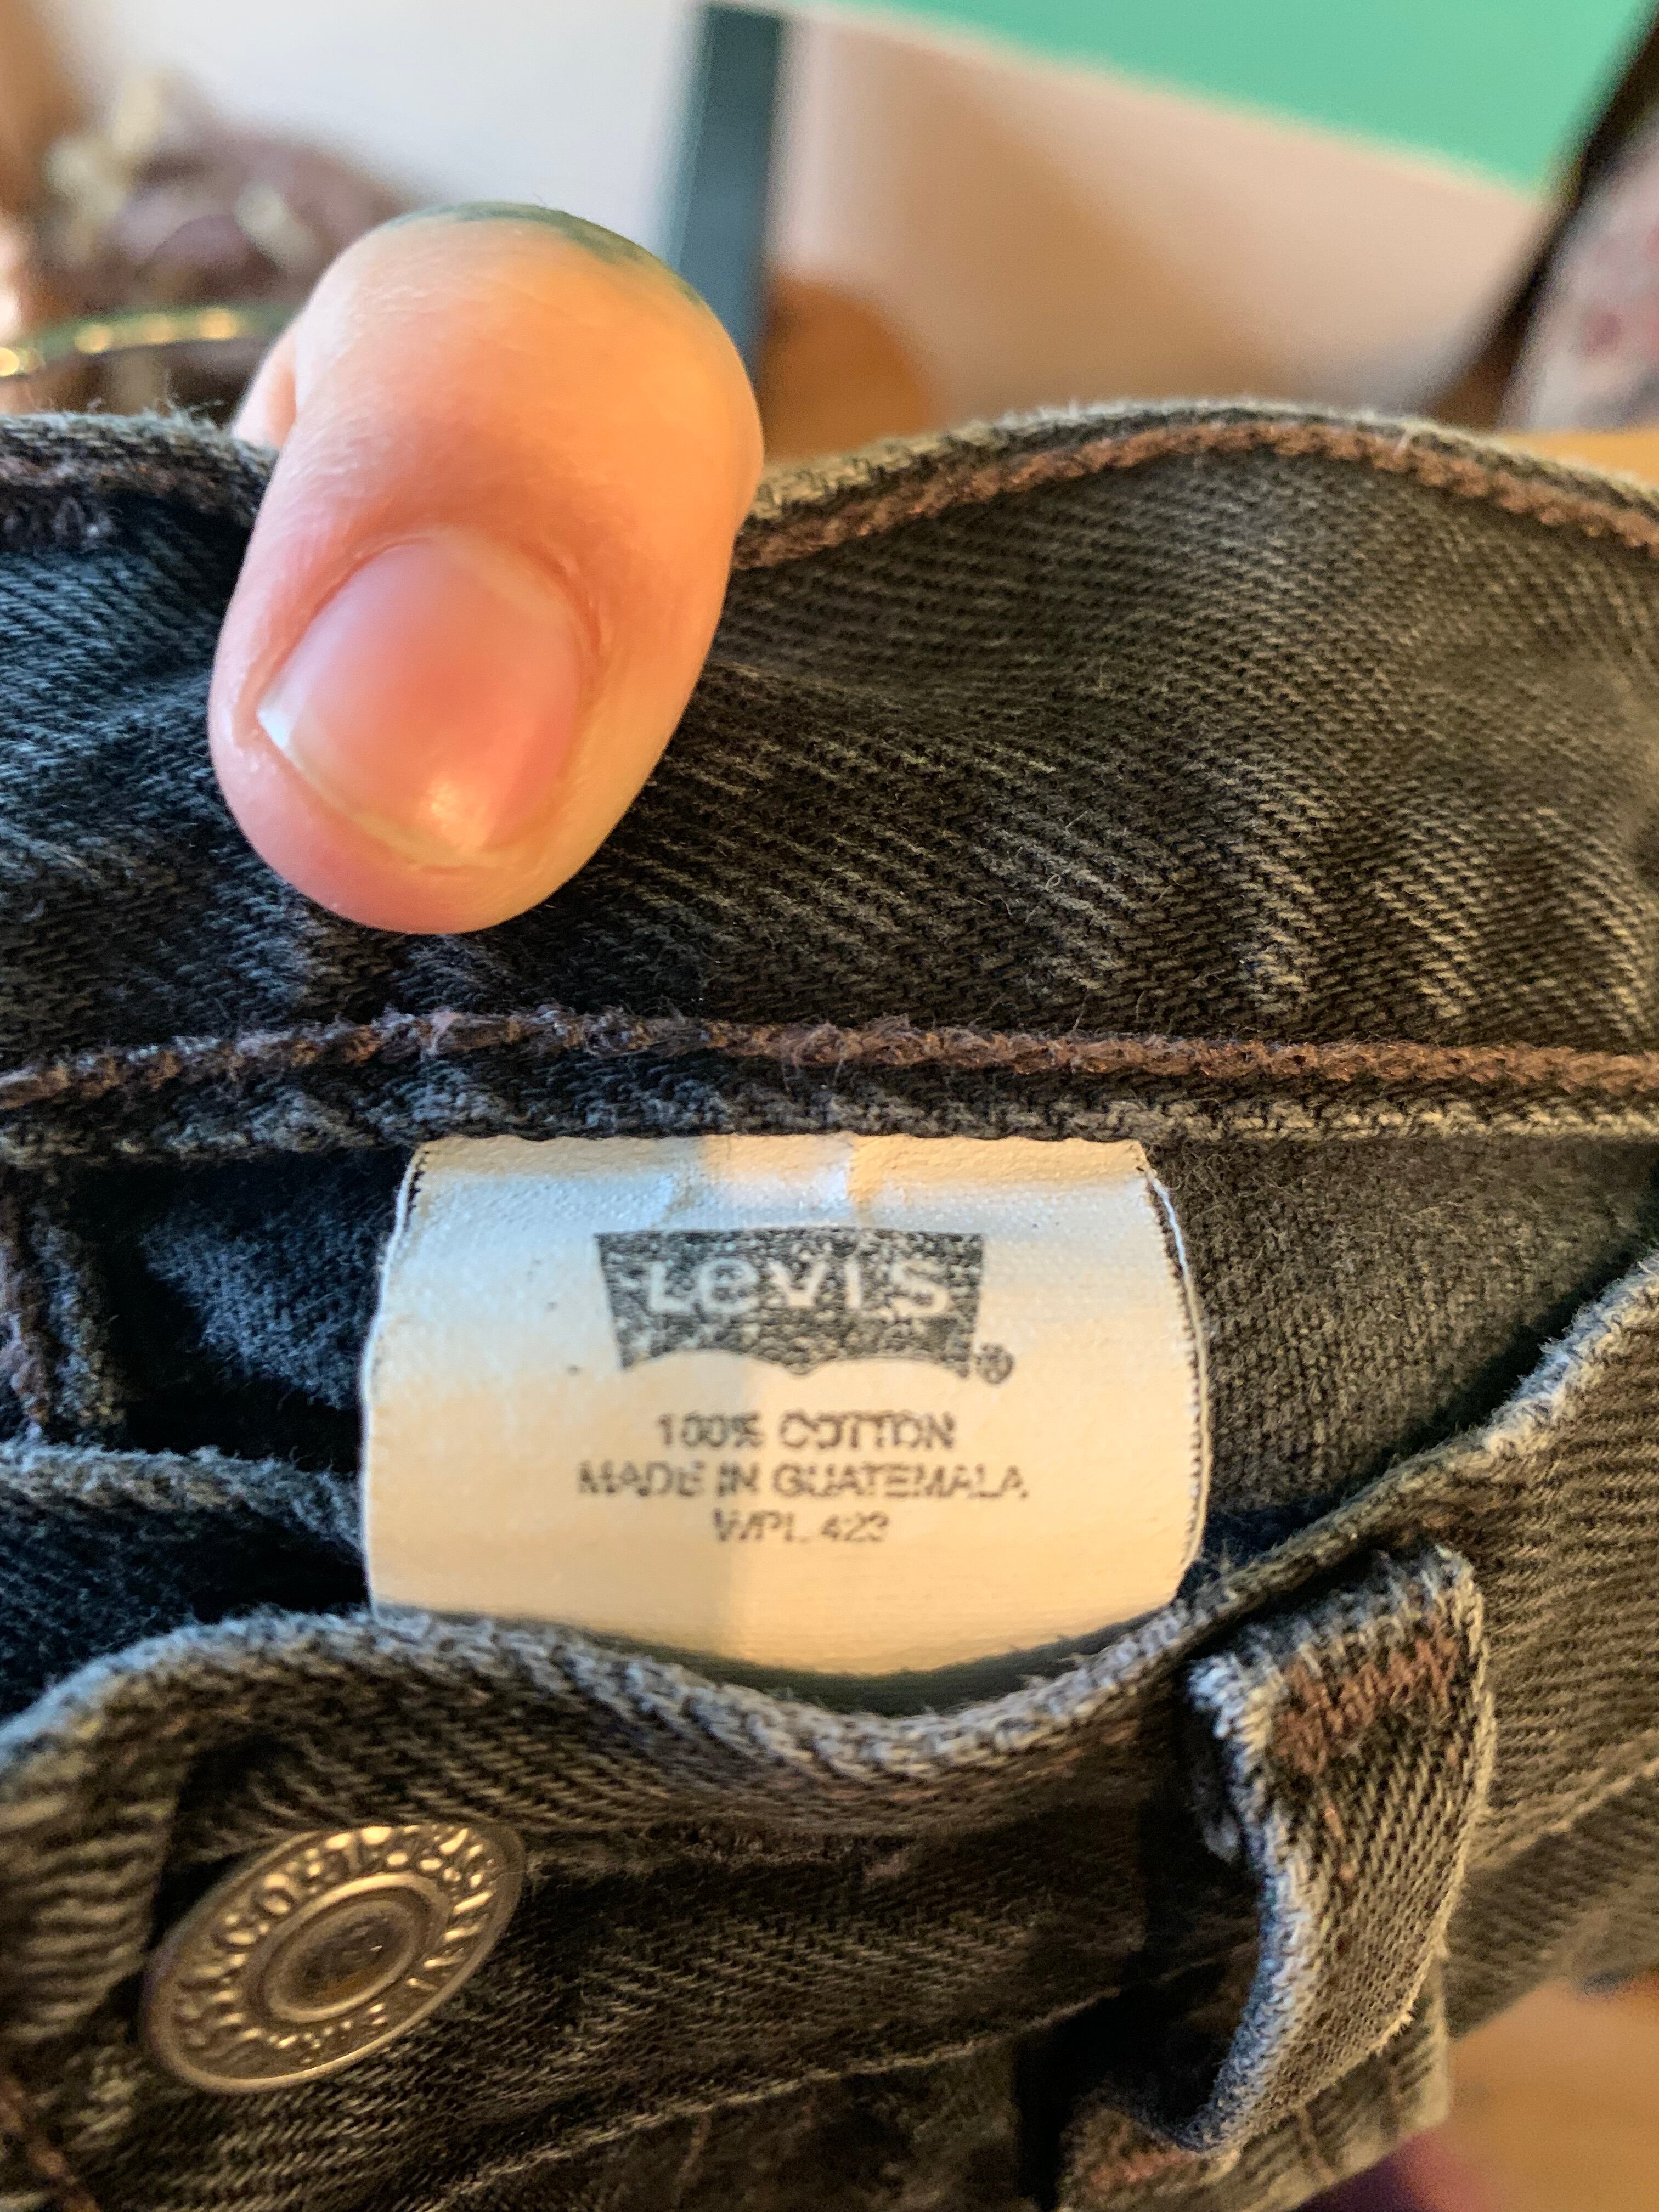 LEVI'S ®
100% COTTON
MADE IN GUATEMALA
WPL 423